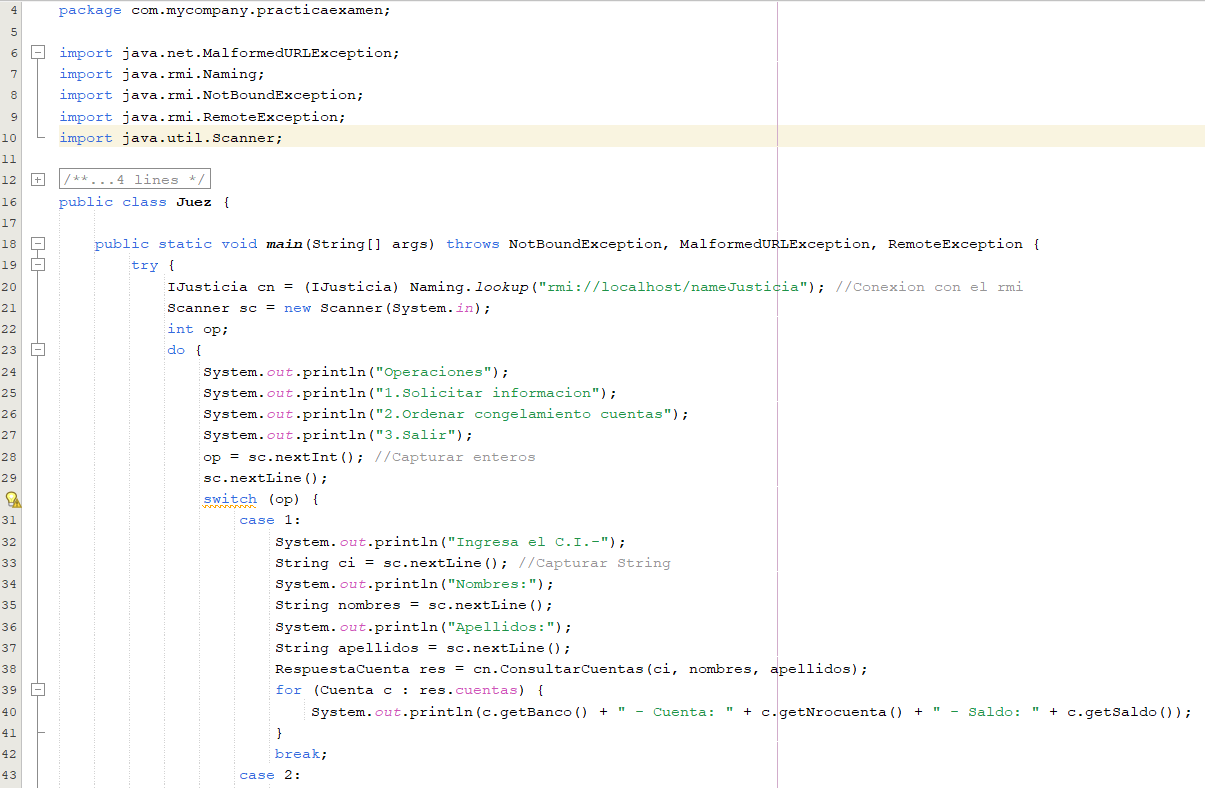 4 package com.mycompany.practicaexamen;
5
6 import java.net.MalformedURLException;
7 import java.rmi.Naming;
8 import java.rmi.NotBoundException;
9 import java.rmi.RemoteException;
10 import java.util.Scanner;
11
12 /**...4 lines */
16 public class Juez {
17
18 public static void main(String[] args) throws NotBoundException, MalformedURLException, RemoteException {
19 try {
20 IJusticia cn = (IJusticia) Naming.lookup("rmi://localhost/nameJusticia"); //Conexion con el rmi
21 Scanner sc = new Scanner(System.in);
22 int op;
23 do {
24 System.out.println("Operaciones");
25 System.out.println("1.Solicitar informacion");
26 System.out.println("2.Ordenar congelamiento cuentas");
27 System.out.println("3.Salir");
28 op = sc.nextInt(); //Capturar enteros
29 sc.nextLine();
switch (op) {
31 case 1:
32 System.out.println("Ingresa el C.I.-");
33 String ci = sc.nextLine(); //Capturar String
34 System.out.println("Nombres:");
35 String nombres = sc.nextLine();
36 System.out.println("Apellidos:");
37 String apellidos = sc.nextLine();
38 RespuestaCuenta res = cn.ConsultarCuentas(ci, nombres, apellidos);
39 for (Cuenta c : res.cuentas) {
40 System.out.println(c.getBanco() + " - Cuenta: " + c.getNrocuenta() + " - Saldo: " + c.getSaldo());
41 }
42 break;
43 case 2: